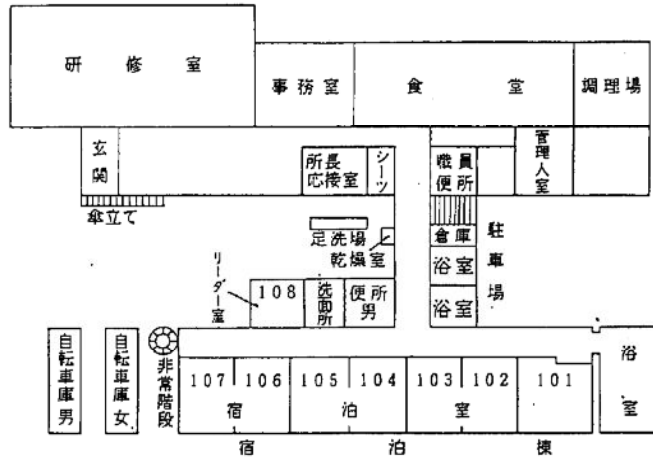 研修室
事務室
食堂
調理場
玄関
所長
応接室
シーツ
職員
便所
管理人室
傘立て
足洗場
乾燥室
倉庫
浴室
浴室
駐車場
リーダー室
108
洗面所
便所
男
自転車庫男
自転車庫女
非常階段
107
106
105
104
103
102
101
宿泊室
浴室
宿泊棟